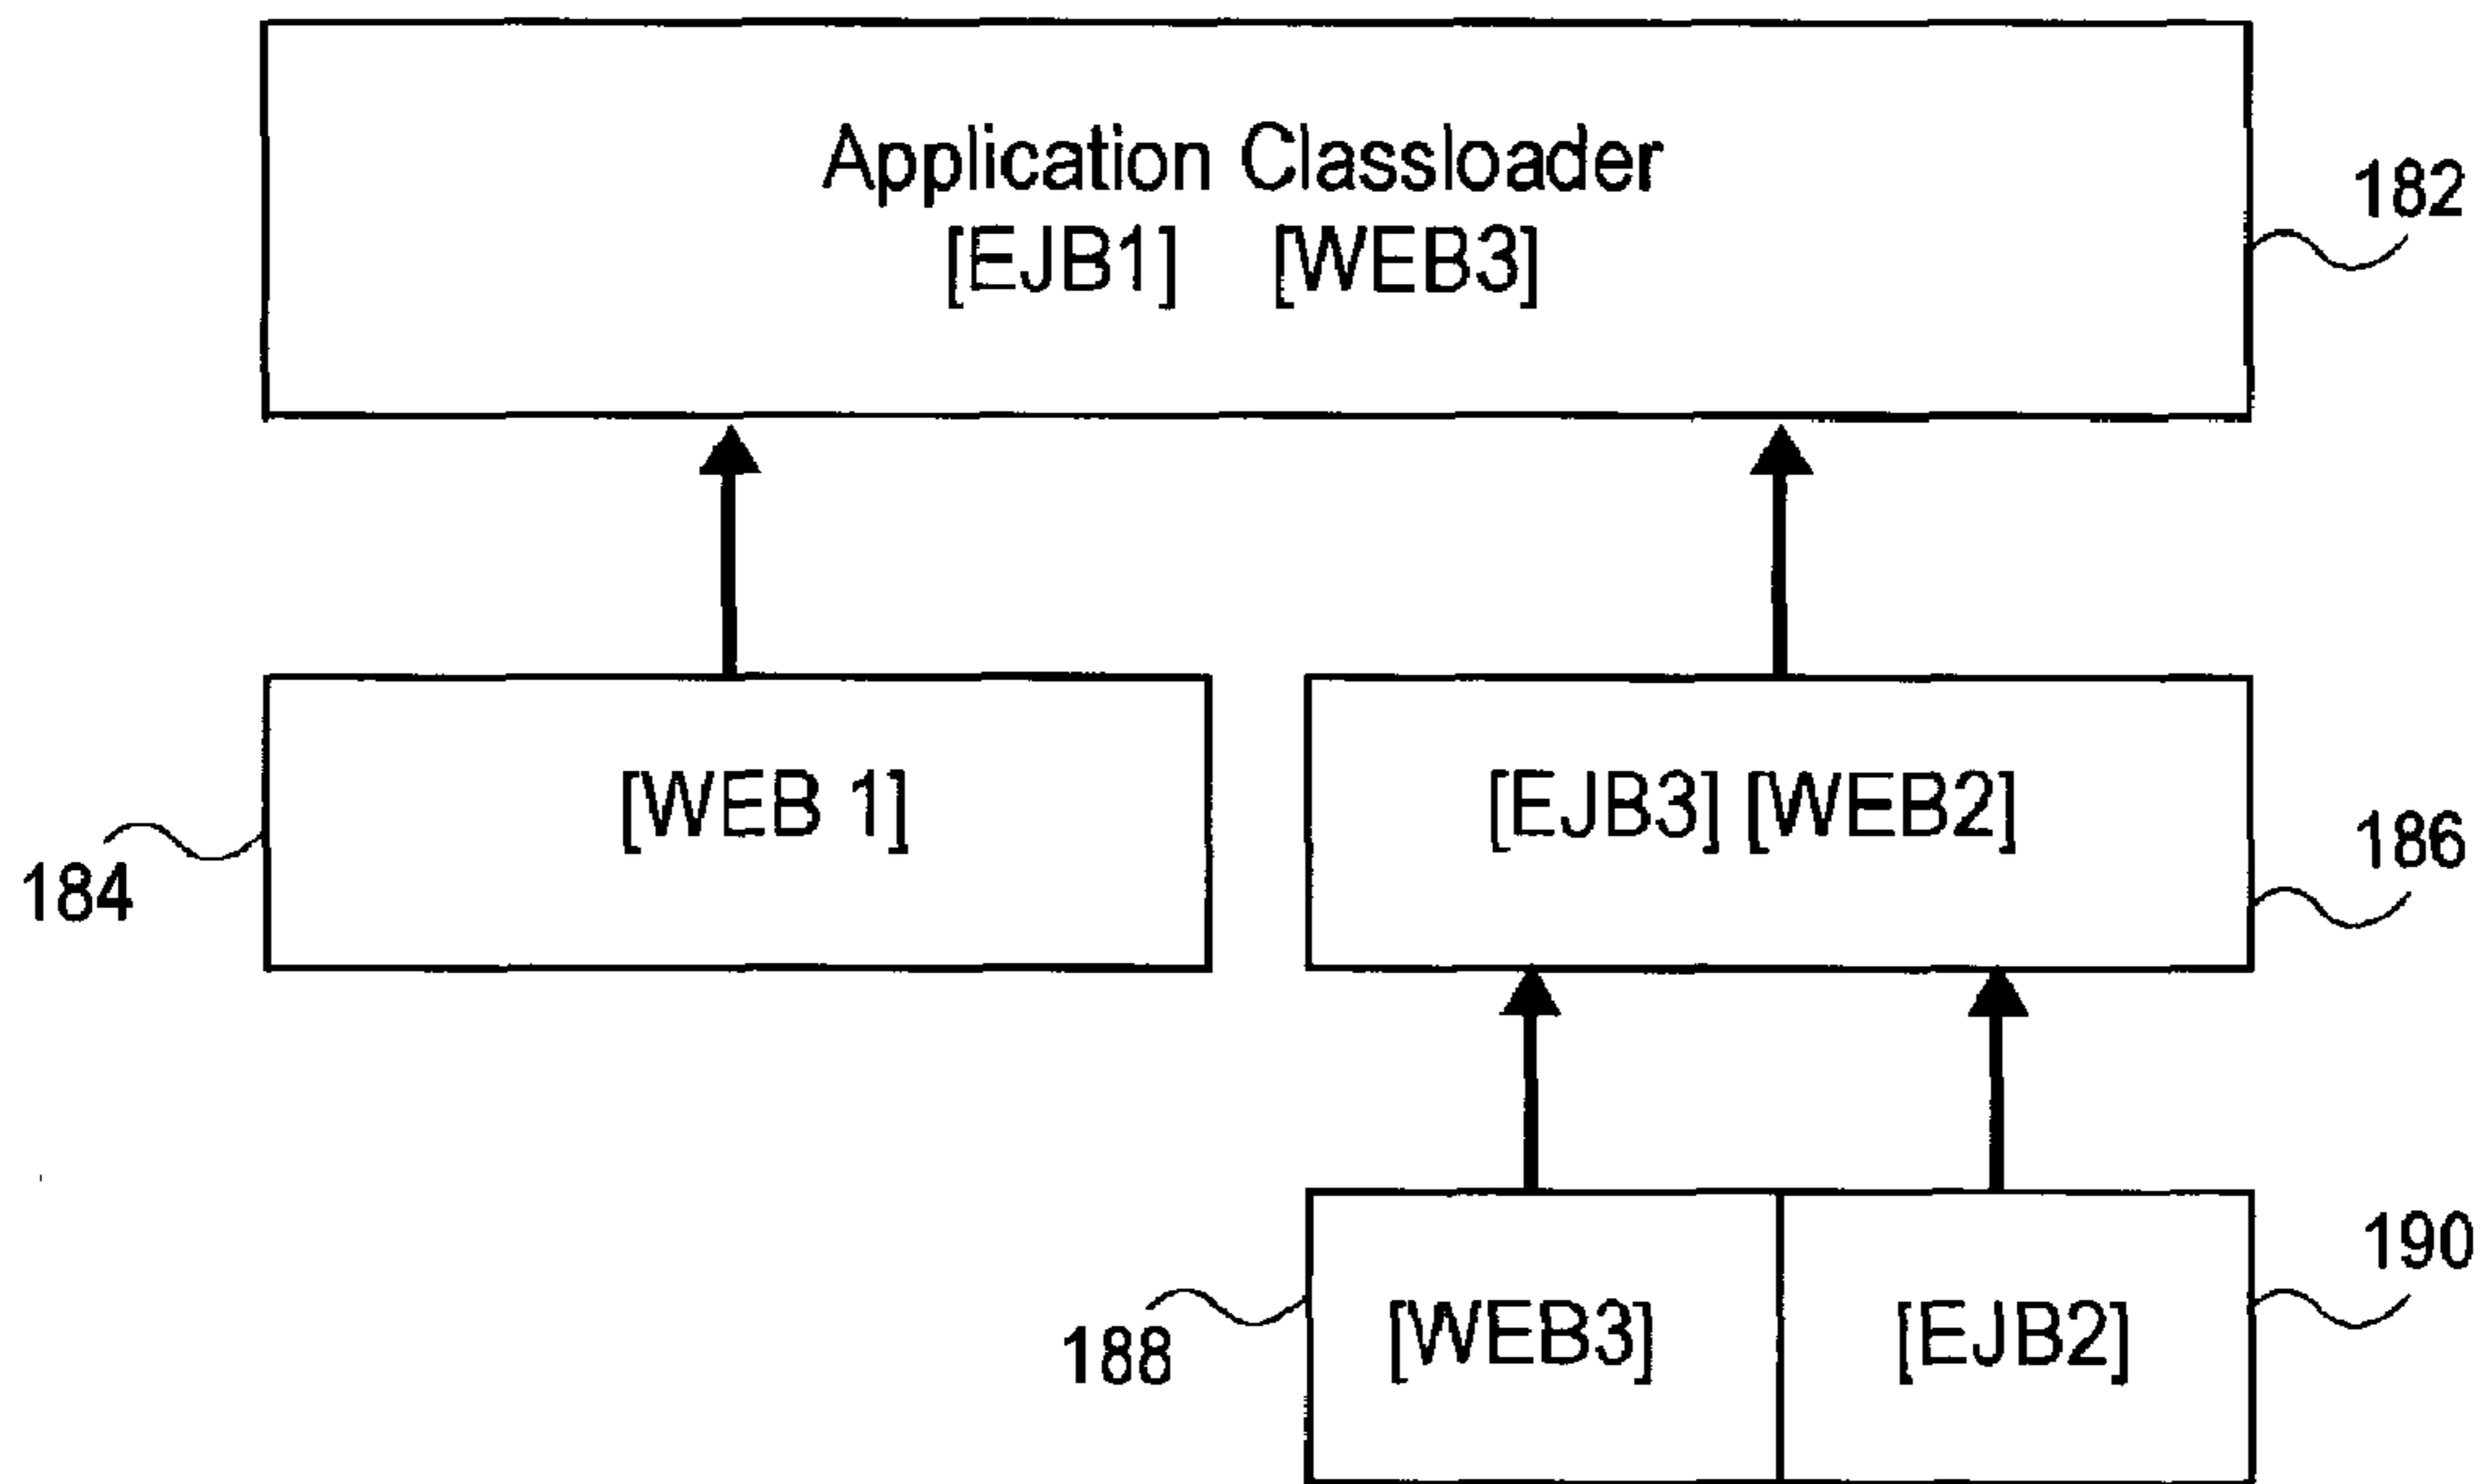 Application Classloader
[EJB1] [WEB3]
182
[WEB 1]
184
[EJB3] [WEB2]
186
[WEB3]
188
[EJB2]
190